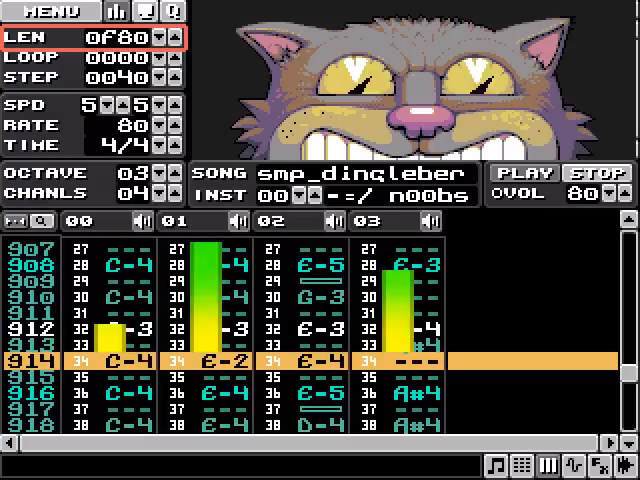 MENU
LEN 0F80
LOOP 0000
STEP 0040
SPD 5 5
RATE 80
TIME 4/4
OCTAVE 03
CHANLS 04
SONG smp_dingleber
INST 00 -=/ n00bs
PLAY STOP
VOL 80
00 01 02 03
907 27 --- 27 27 --- 27 ---
908 28 C-4 28 -4 28 E-5 28 E-3
909 29 --- 29 29 29
910 30 C-4 30 -4 30 G-3 30
911 31 --- 31 31 --- 31
912 32 -3 32 -3 32 E-3 32 -4
913 33 33 33 --- 33 #4
914 34 C-4 34 E-2 34 E-4 34 ---
915 35 --- 35 --- 35 --- 35 ---
916 36 C-4 36 E-4 36 E-5 36 A#4
917 37 --- 37 --- 37 37 ---
918 38 C-4 38 E-4 38 D-4 38 A#4